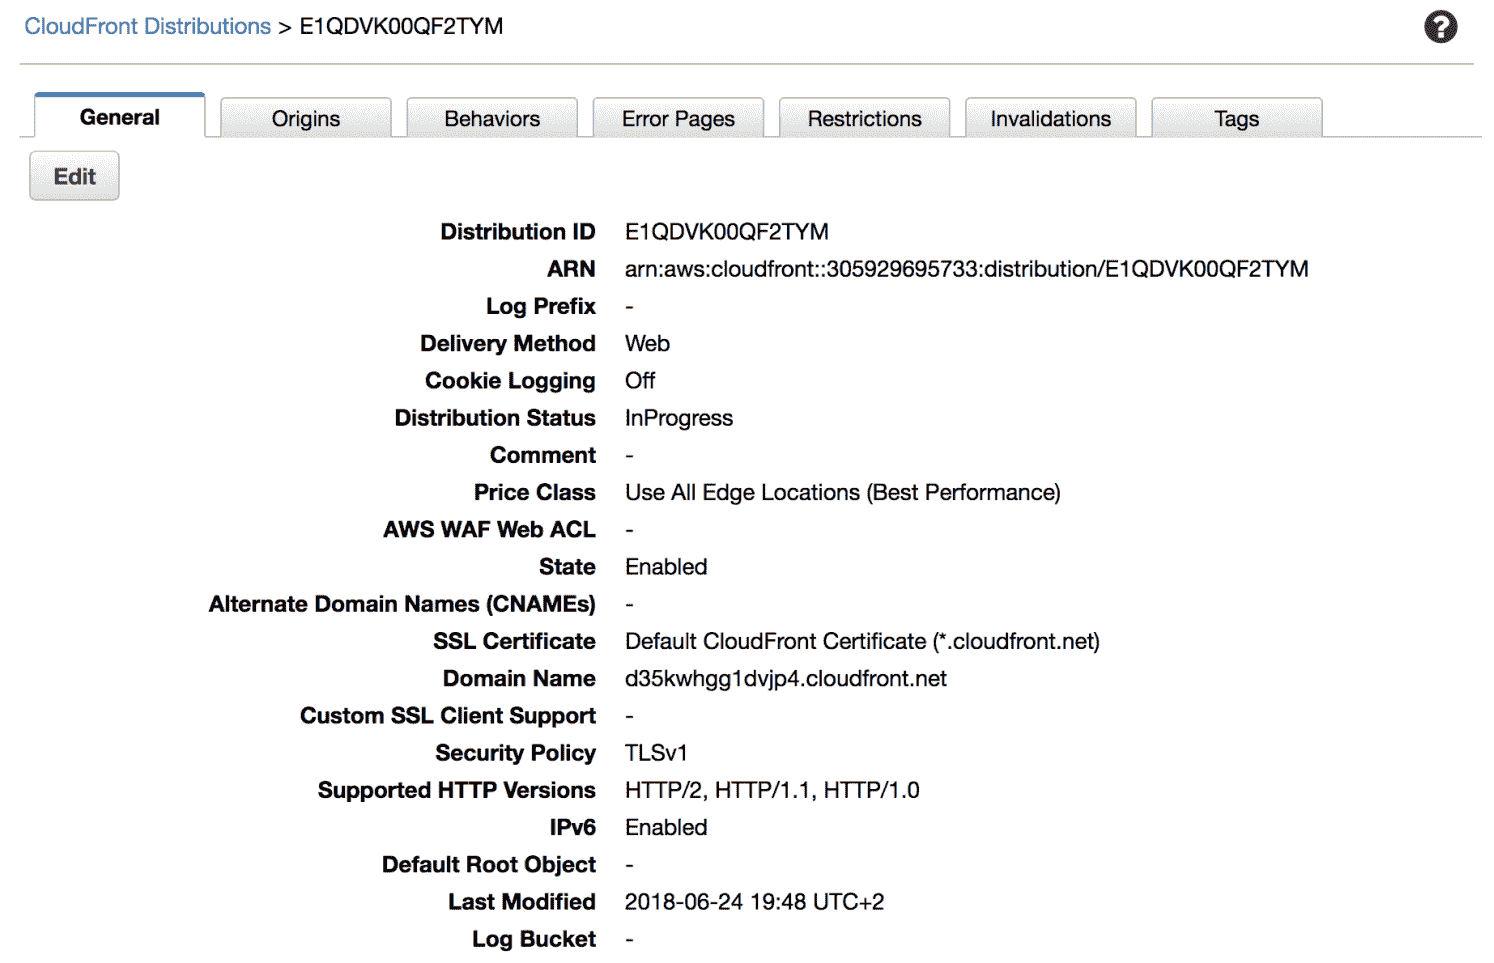 CloudFront Distributions > E1QDVK00QF2TYM ?
General Origins Behaviors Error Pages Restrictions Invalidations Tags
Edit
Distribution ID E1QDVK00QF2TYM
ARN arn:aws:cloudfront::305929695733:distribution/E1QDVK00QF2TYM
Log Prefix -
Delivery Method Web
Cookie Logging Off
Distribution Status InProgress
Comment -
Price Class Use All Edge Locations (Best Performance)
AWS WAF Web ACL -
State Enabled
Alternate Domain Names (CNAMEs) -
SSL Certificate Default CloudFront Certificate (*.cloudfront.net)
Domain Name d35kwhgg1dvjp4.cloudfront.net
Custom SSL Client Support -
Security Policy TLSv1
Supported HTTP Versions HTTP/2, HTTP/1.1, HTTP/1.0
IPv6 Enabled
Default Root Object -
Last Modified 2018-06-24 19:48 UTC+2
Log Bucket -